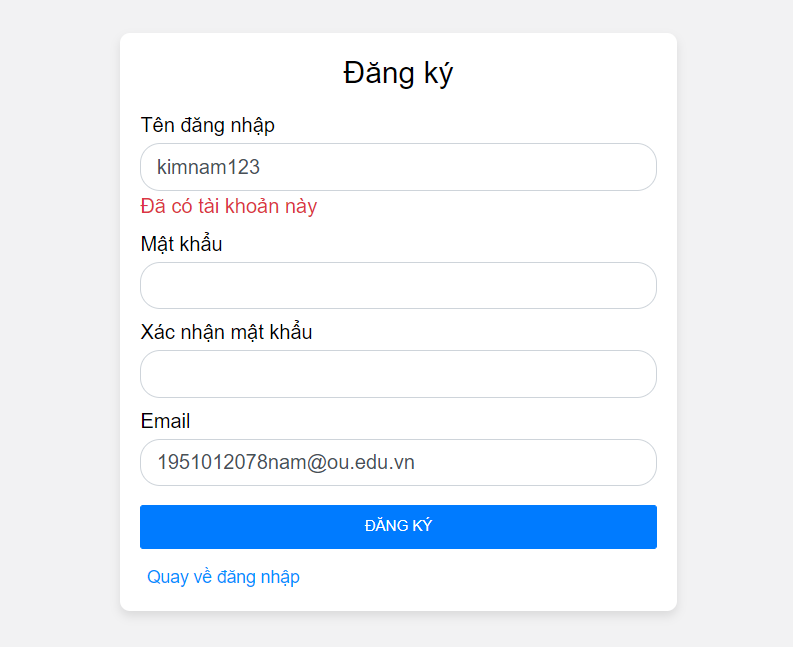 Đăng ký
Tên đăng nhập
kimnam123
Đã có tài khoản này
Mật khẩu
Xác nhận mật khẩu
Email
1951012078nam@ou.edu.vn
ĐĂNG KÝ
Quay về đăng nhập